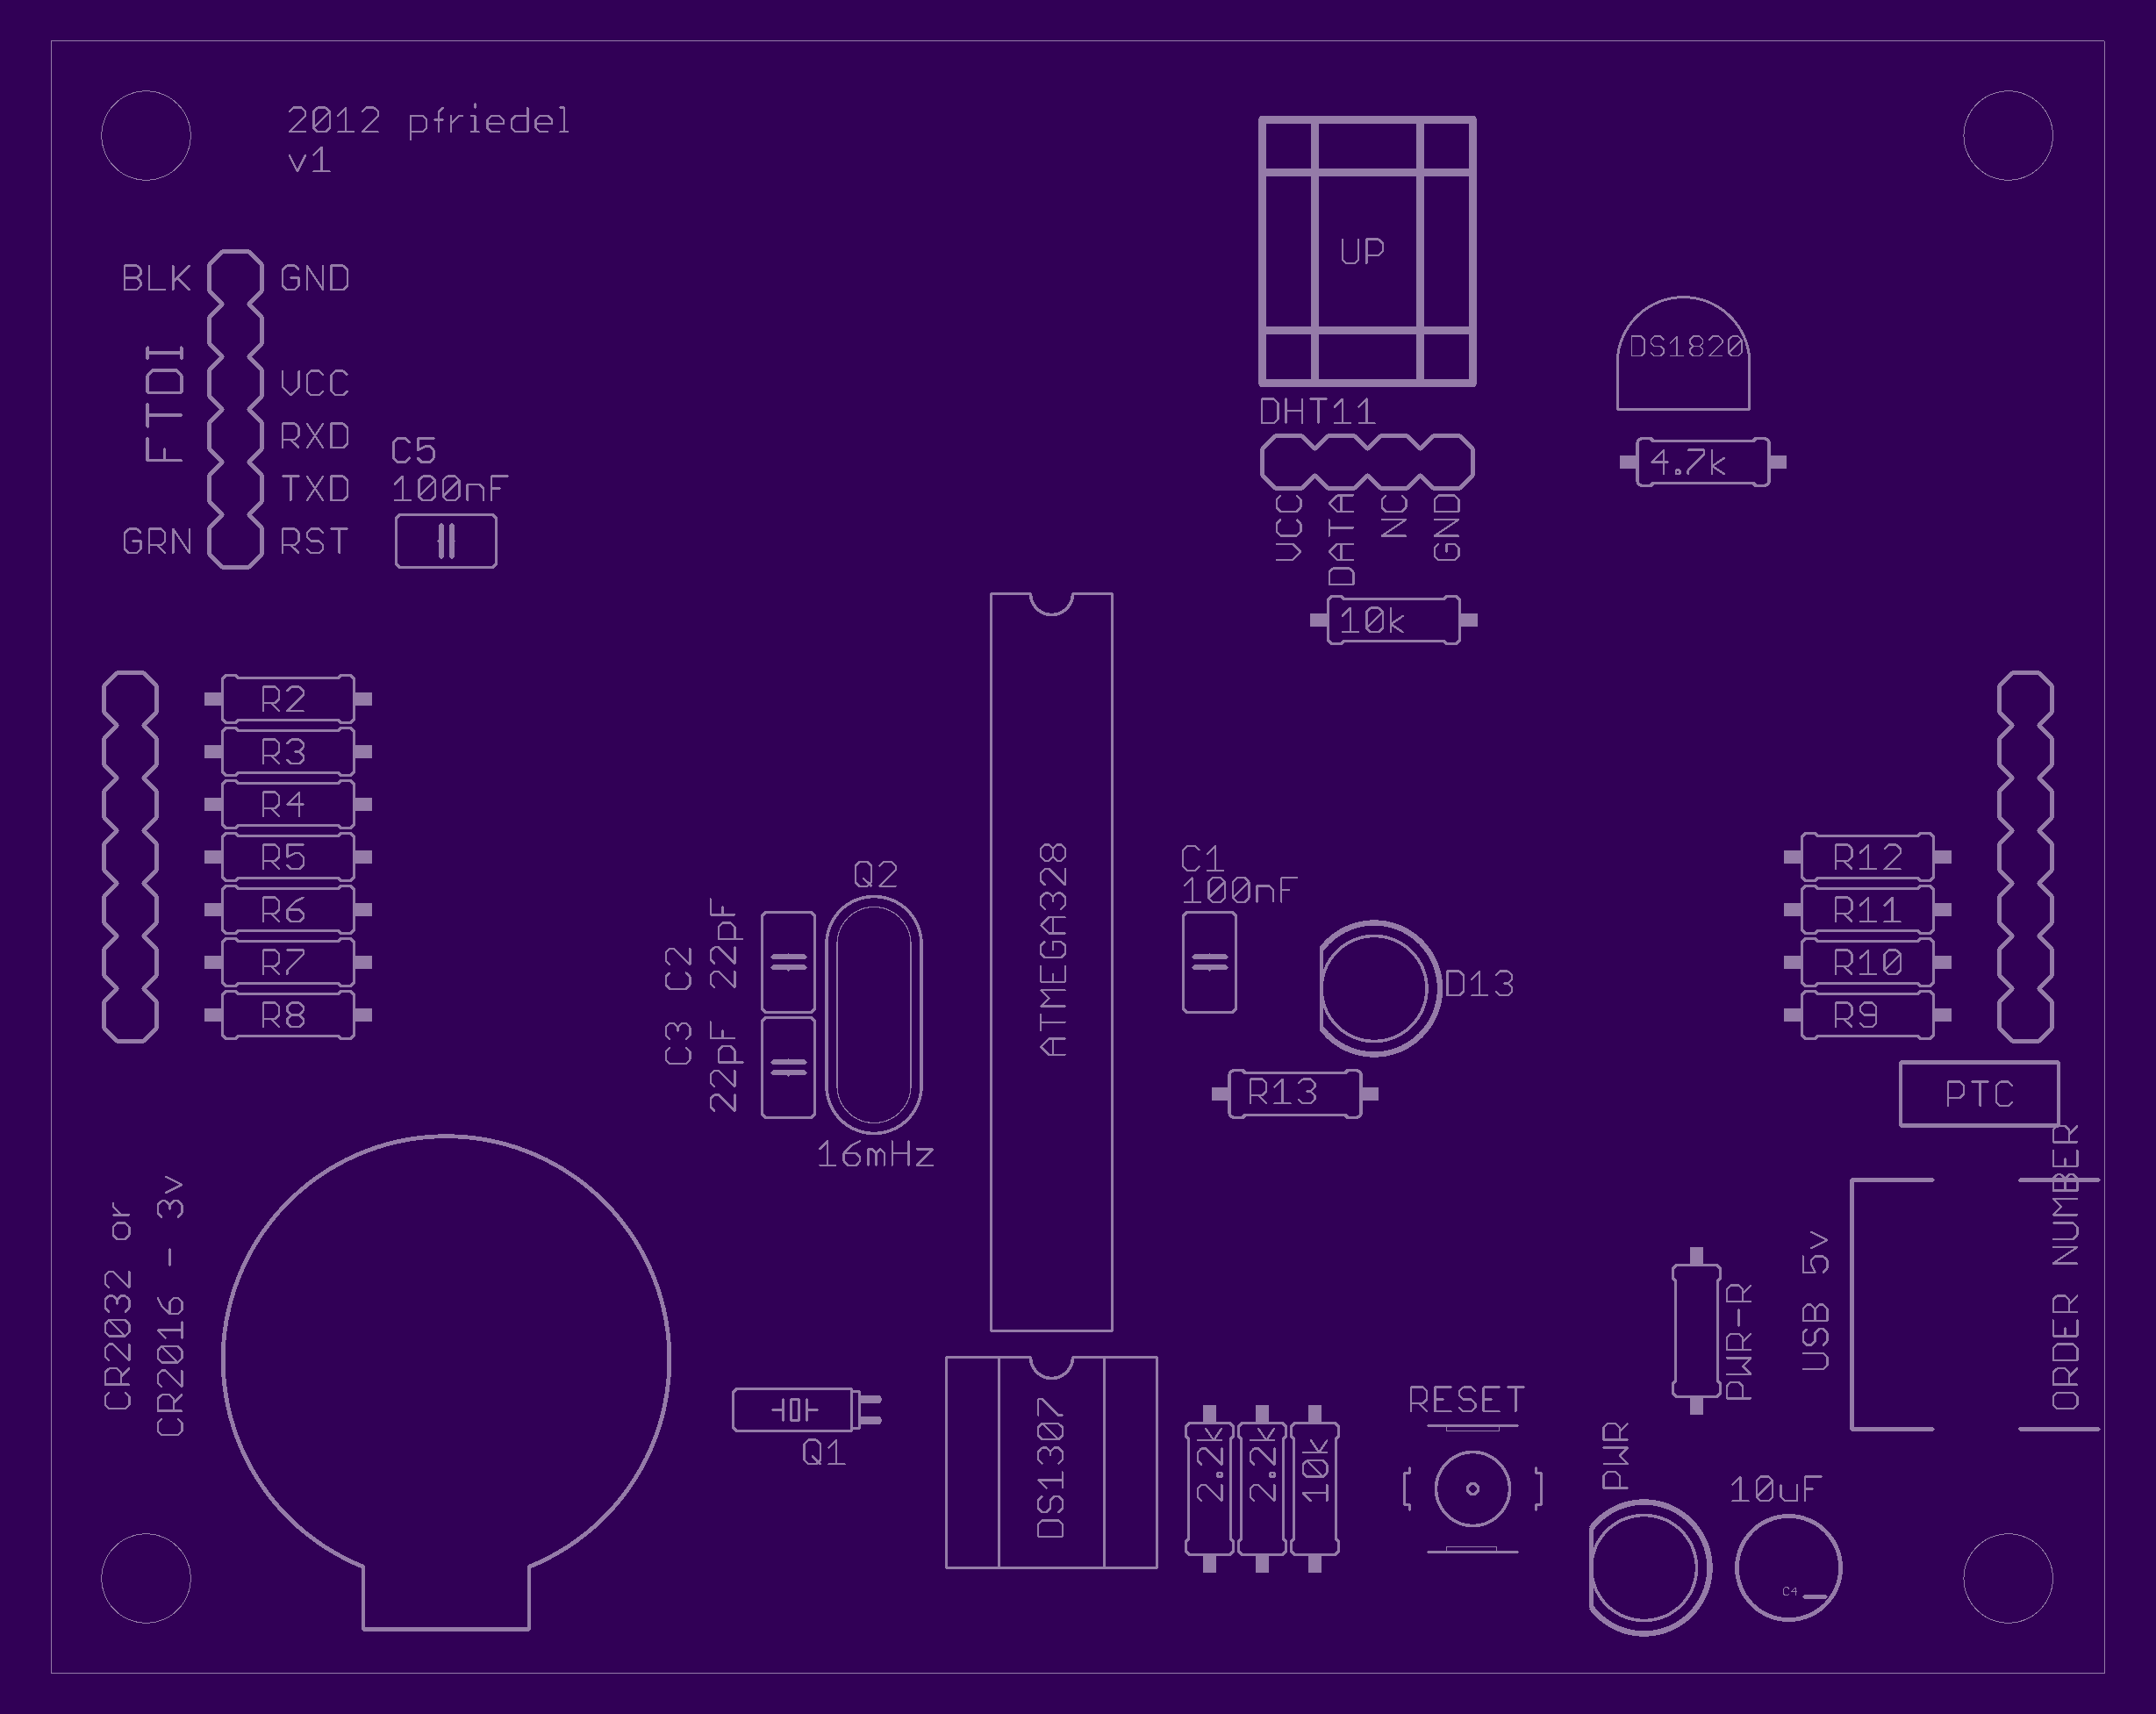 2012 pfriedel
v1
BLK
GND
FTDI
VCC
RXD
TXD
GRN
RST
C5
100nF
UP
DHT11
VCC
DATA
NC
GND
10k
DS1820
4.7k
R2
R3
R4
R5
R6
R7
R8
Q2
C2
22pF
C3
22pF
16mHz
ATMEGA328
C1
100nF
D13
R13
R12
R11
R10
R9
PTC
CR2032 or
CR2016 - 3v
Q1
DS1307
2.2k
2.2k
10k
RESET
PWR-R
USB 5v
ORDER NUMBER
PWR
10uF
C4